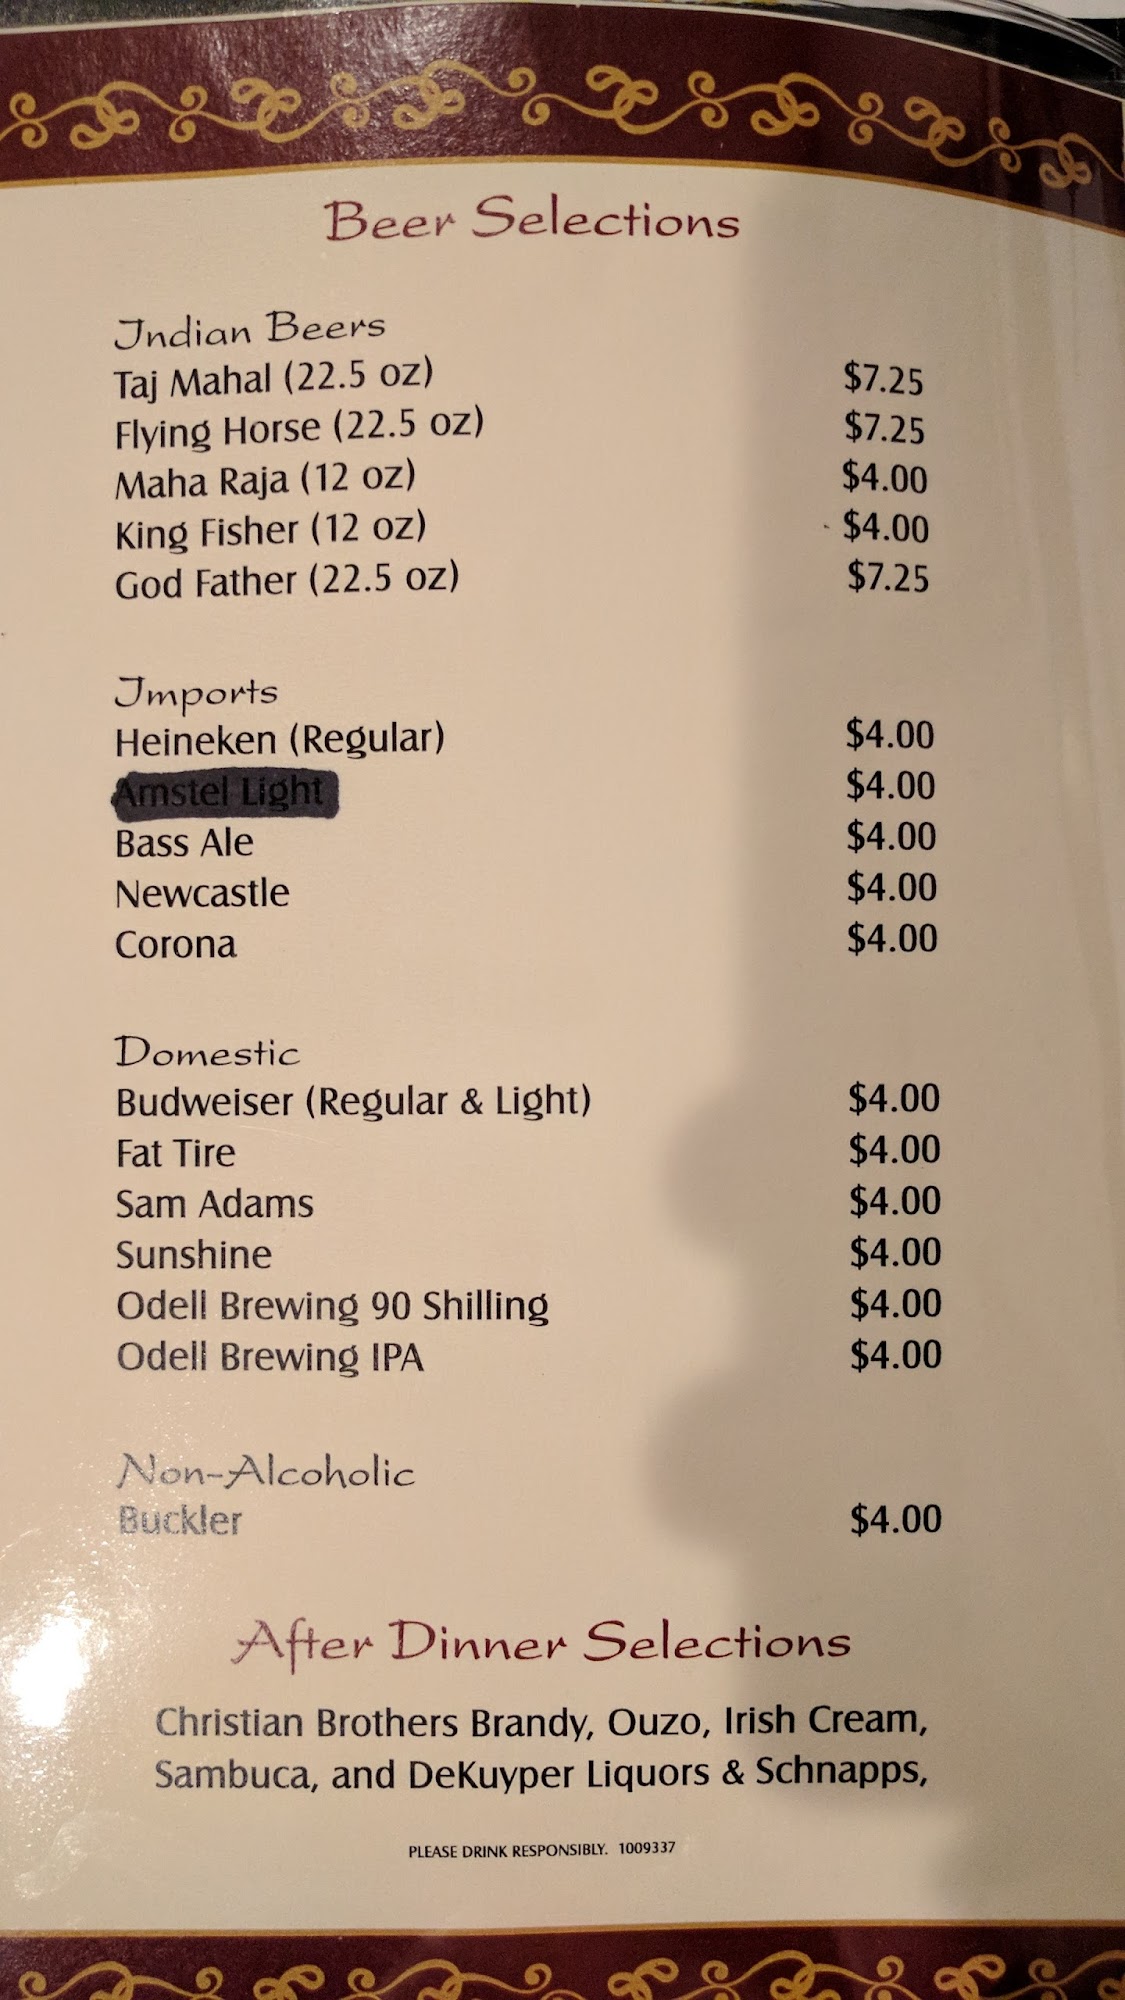 Beer Selections
Indian Beers
Taj Mahal (22.5 oz) $7.25
Flying Horse (22.5 oz) $7.25
Maha Raja (12 oz) $4.00
King Fisher (12 oz) $4.00
God Father (22.5 oz) $7.25
Imports
Heineken (Regular) $4.00
Amstel Light $4.00
Bass Ale $4.00
Newcastle $4.00
Corona $4.00
Domestic
Budweiser (Regular & Light) $4.00
Fat Tire $4.00
Sam Adams $4.00
Sunshine $4.00
Odell Brewing 90 Shilling $4.00
Odell Brewing IPA $4.00
Non-Alcoholic
Buckler $4.00
After Dinner Selections
Christian Brothers Brandy, Ouzo, Irish Cream,
Sambuca, and DeKuyper Liquors & Schnapps,
PLEASE DRINK RESPONSIBLY. 1009337